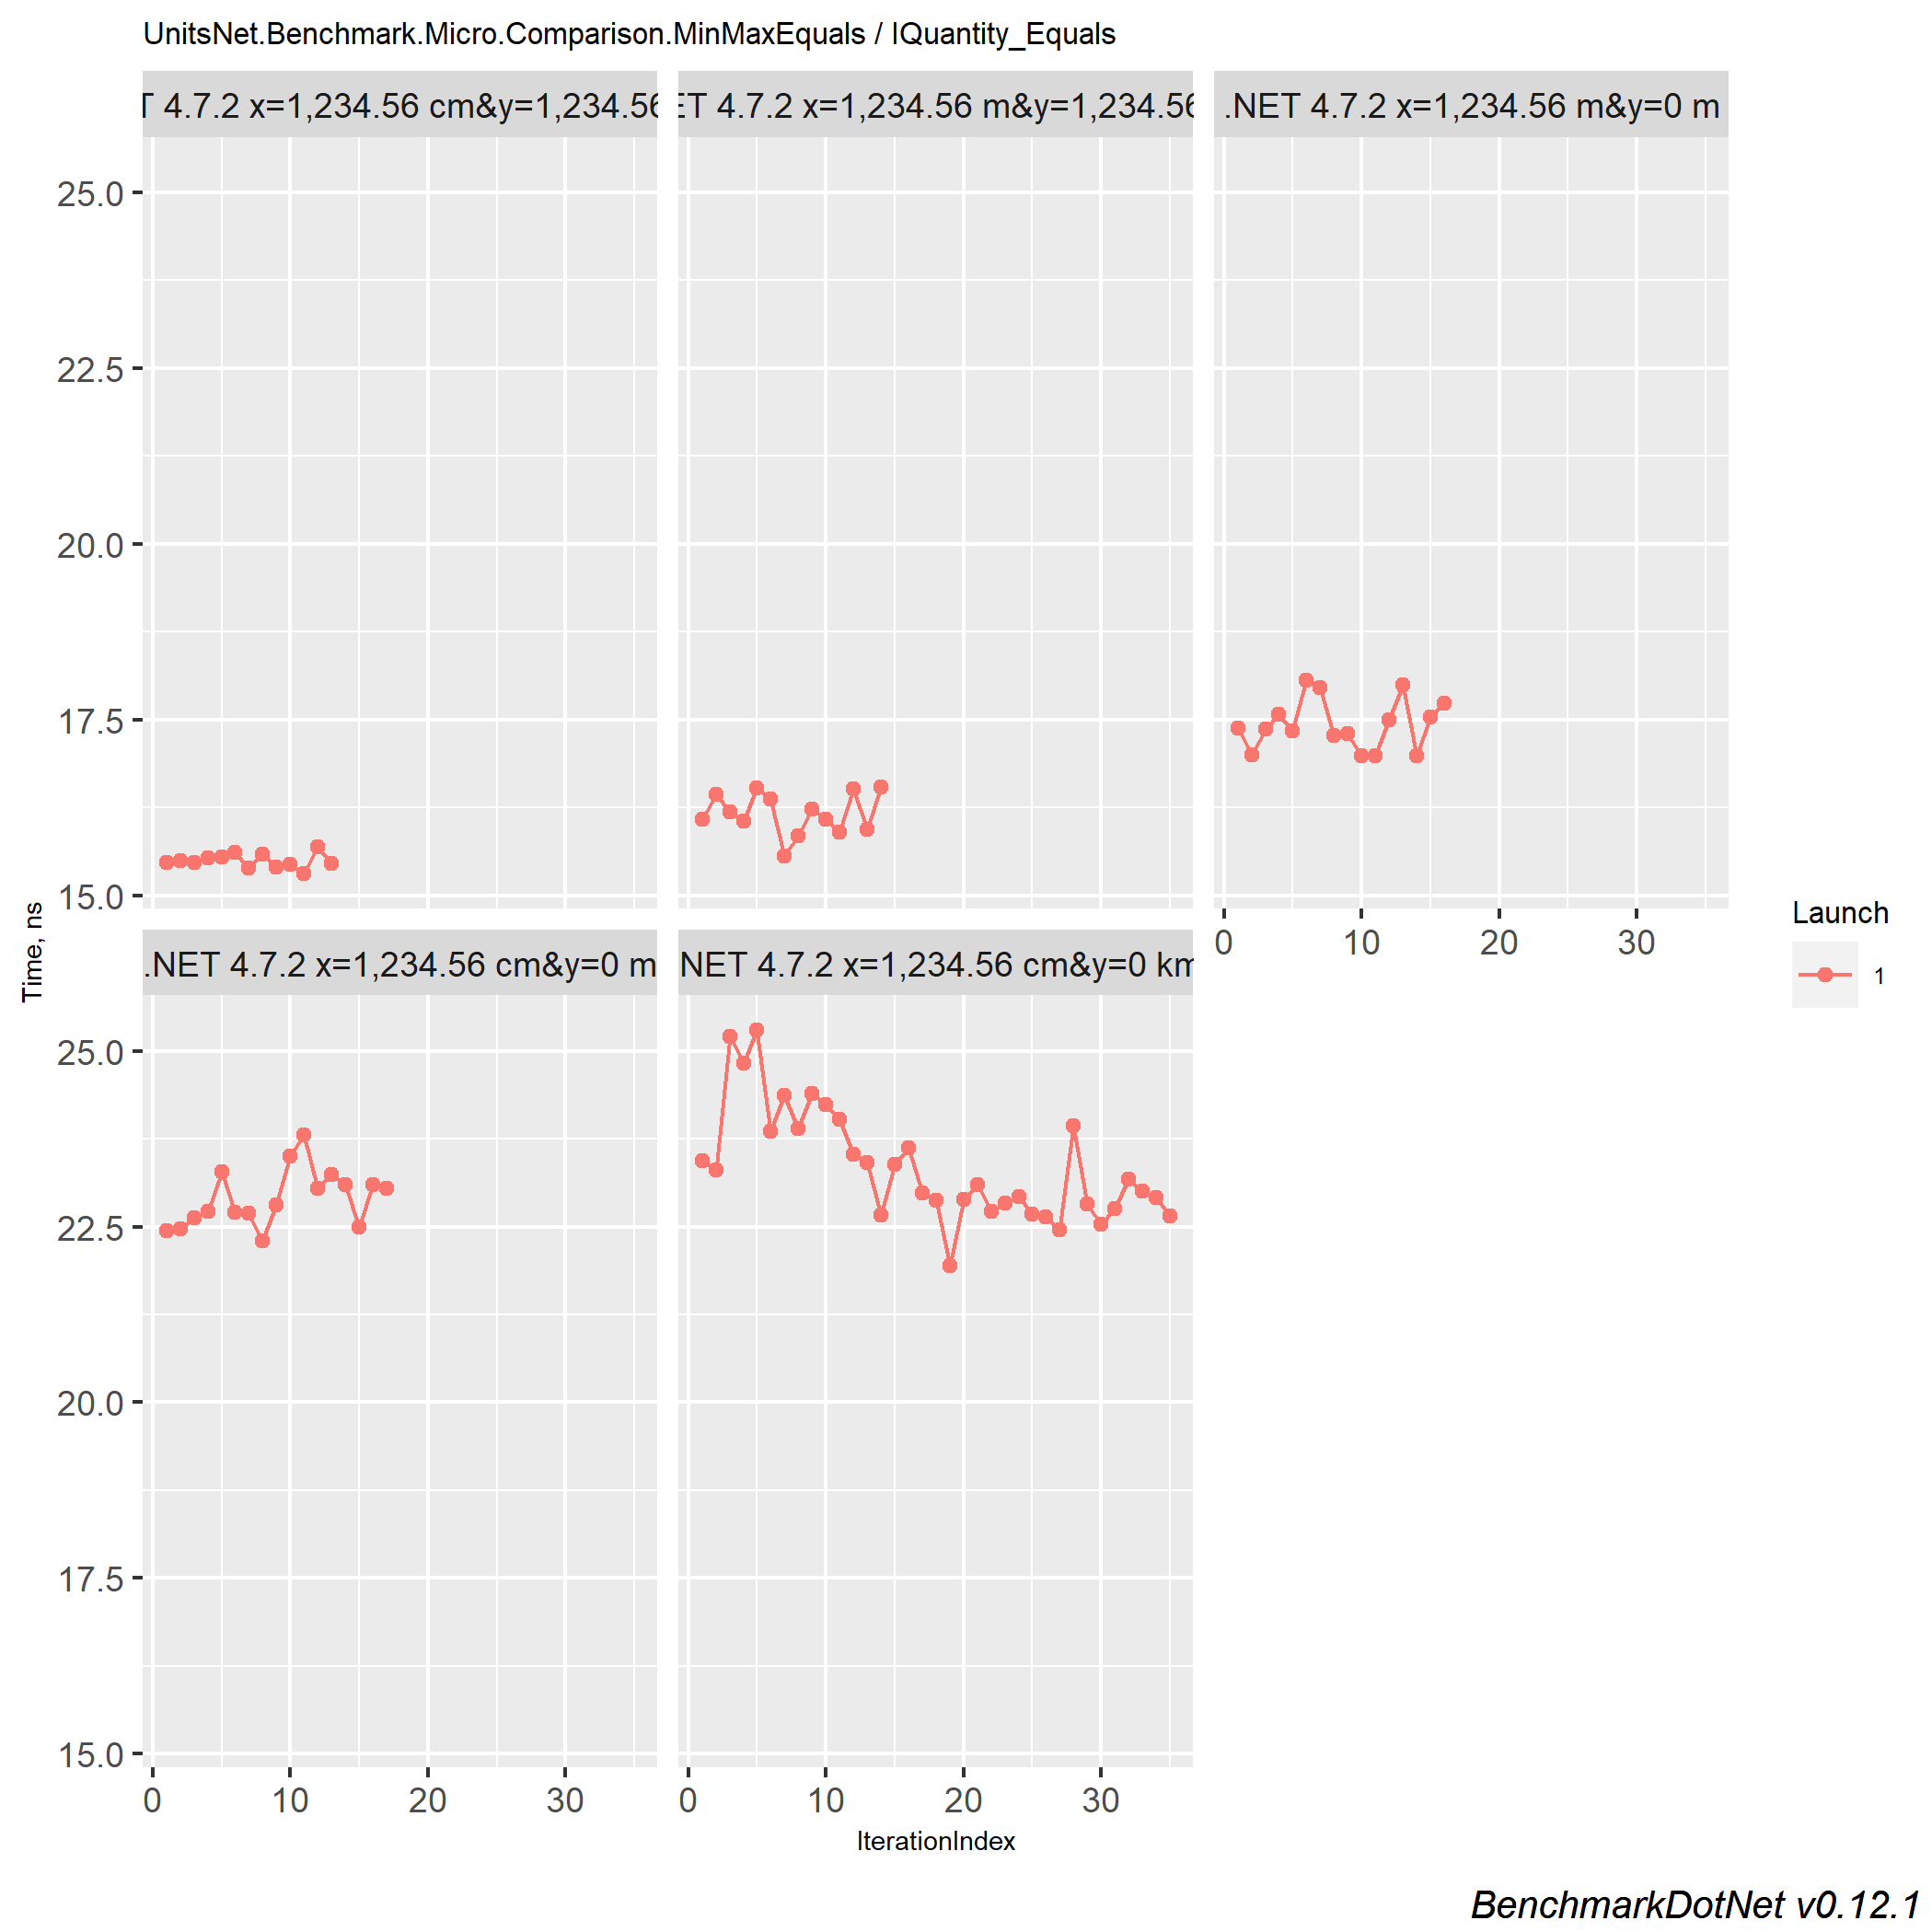 UnitsNet.Benchmark.Micro.Comparison.MinMaxEquals / IQuantity_Equals
4.7.2 x=1,234.56 cm&y=1,234.56
ET 4.7.2 x=1,234.56 m&y=1,234.56
.NET 4.7.2 x=1,234.56 m&y=0 m
25.0
22.5
20.0
17.5
15.0
0 10 20 30
Time, ns
.NET 4.7.2 x=1,234.56 cm&y=0 m
NET 4.7.2 x=1,234.56 cm&y=0 km
25.0
22.5
20.0
17.5
15.0
0 10 20 30
0 10 20 30
IterationIndex
Launch
1
BenchmarkDotNet v0.12.1